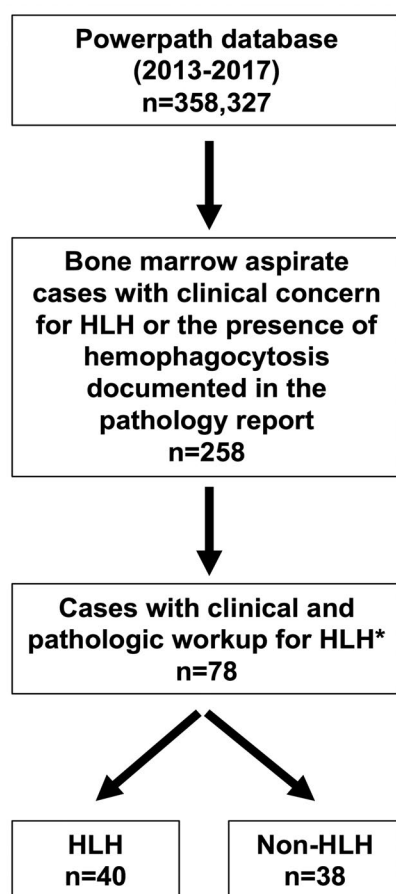 Powerpath database
(2013-2017)
n=358,327
Bone marrow aspirate
cases with clinical concern
for HLH or the presence of
hemophagocytosis
documented in the
pathology report
n=258
Cases with clinical and
pathologic workup for HLH*
n=78
HLH
n=40
Non-HLH
n=38